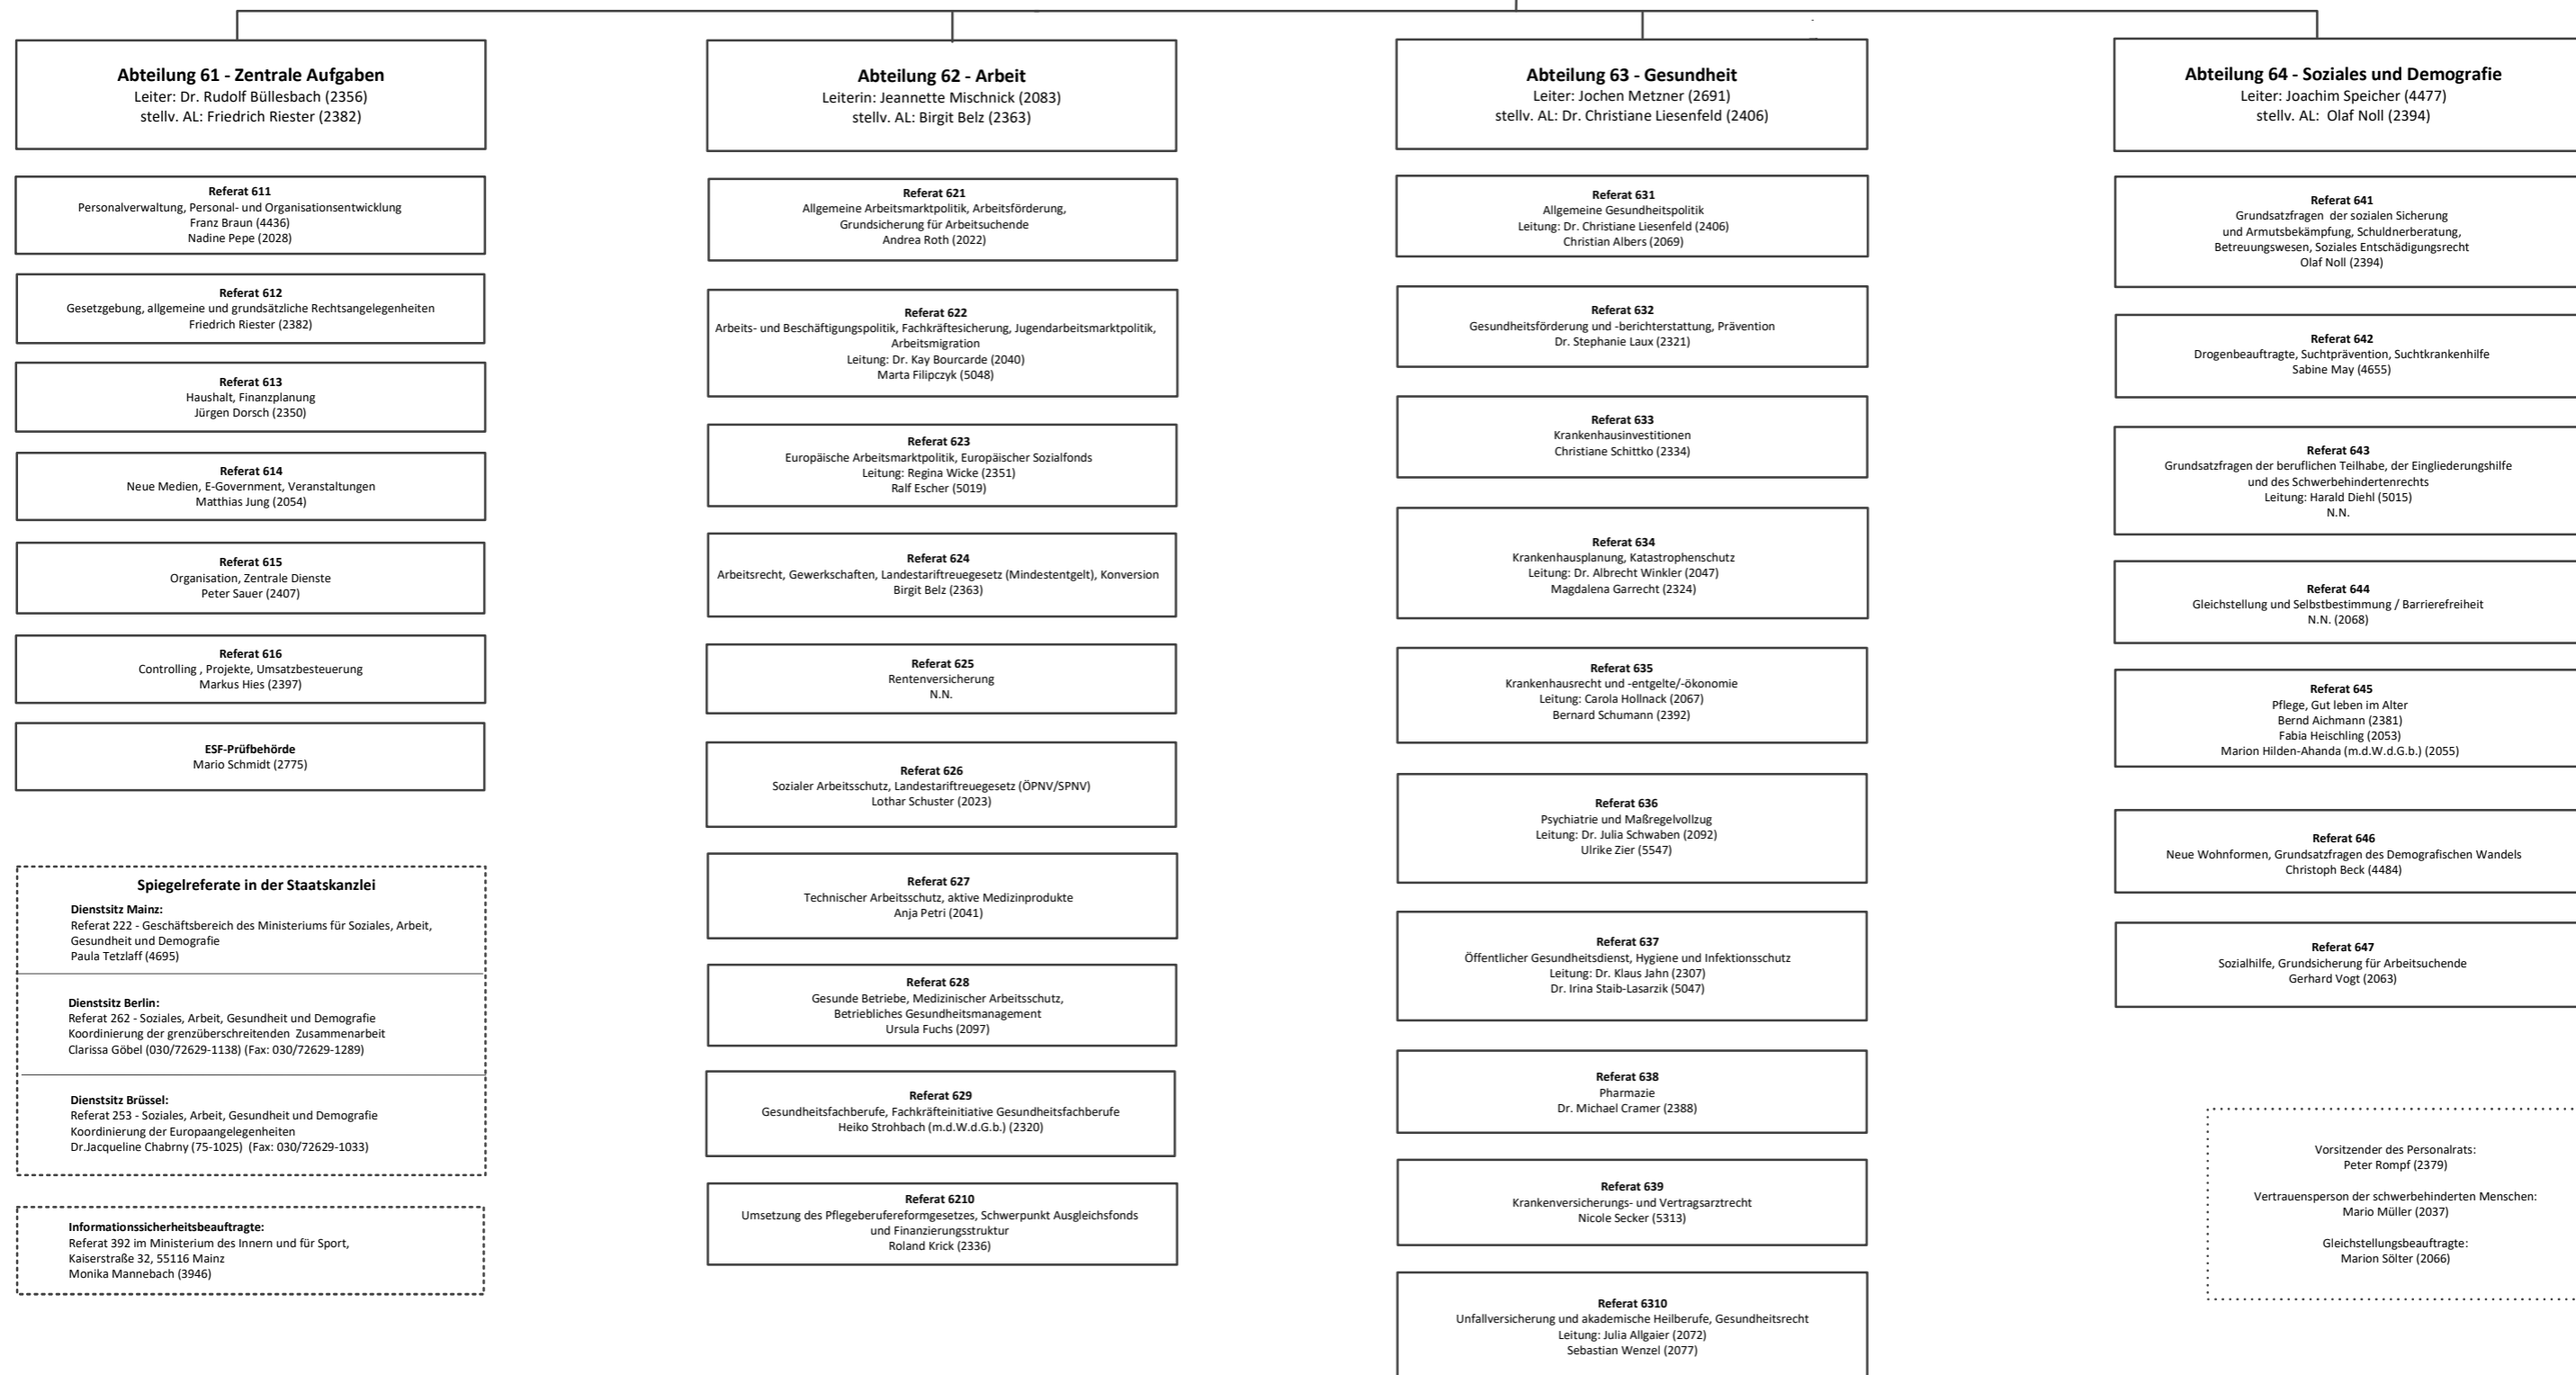 Abteilung 61 - Zentrale Aufgaben
Leiter: Dr. Rudolf Büllesbach (2356)
stellv. AL: Friedrich Riester (2382)
Referat 611
Personalverwaltung, Personal- und Organisationsentwicklung
Franz Braun (4436)
Nadine Pepe (2028)
Referat 612
Gesetzgebung, allgemeine und grundsätzliche Rechtsangelegenheiten
Friedrich Riester (2382)
Referat 613
Haushalt, Finanzplanung
Jürgen Dorsch (2350)
Referat 614
Neue Medien, E-Government, Veranstaltungen
Matthias Jung (2054)
Referat 615
Organisation, Zentrale Dienste
Peter Sauer (2407)
Referat 616
Controlling , Projekte, Umsatzbesteuerung
Markus Hies (2397)
ESF-Prüfbehörde
Mario Schmidt (2775)
Spiegelreferate in der Staatskanzlei
Dienstsitz Mainz:
Referat 222 - Geschäftsbereich des Ministeriums für Soziales, Arbeit,
Gesundheit und Demografie
Paula Tetzlaff (4695)
Dienstsitz Berlin:
Referat 262 - Soziales, Arbeit, Gesundheit und Demografie
Koordinierung der grenzüberschreitenden Zusammenarbeit
Clarissa Göbel (030/72629-1138) (Fax: 030/72629-1289)
Dienstsitz Brüssel:
Referat 253 - Soziales, Arbeit, Gesundheit und Demografie
Koordinierung der Europaangelegenheiten
Dr.Jacqueline Chabrny (75-1025) (Fax: 030/72629-1033)
Informationssicherheitsbeauftragte:
Referat 392 im Ministerium des Innern und für Sport,
Kaiserstraße 32, 55116 Mainz
Monika Mannebach (3946)
Abteilung 62 - Arbeit
Leiterin: Jeannette Mischnick (2083)
stellv. AL: Birgit Belz (2363)
Referat 621
Allgemeine Arbeitsmarktpolitik, Arbeitsförderung,
Grundsicherung für Arbeitsuchende
Andrea Roth (2022)
Referat 622
Arbeits- und Beschäftigungspolitik, Fachkräftesicherung, Jugendarbeitsmarktpolitik,
Arbeitsmigration
Leitung: Dr. Kay Bourcarde (2040)
Marta Filipczyk (5048)
Referat 623
Europäische Arbeitsmarktpolitik, Europäischer Sozialfonds
Leitung: Regina Wicke (2351)
Ralf Escher (5019)
Referat 624
Arbeitsrecht, Gewerkschaften, Landestariftreuegesetz (Mindestentgelt), Konversion
Birgit Belz (2363)
Referat 625
Rentenversicherung
N.N.
Referat 626
Sozialer Arbeitsschutz, Landestariftreuegesetz (ÖPNV/SPNV)
Lothar Schuster (2023)
Referat 627
Technischer Arbeitsschutz, aktive Medizinprodukte
Anja Petri (2041)
Referat 628
Gesunde Betriebe, Medizinischer Arbeitsschutz,
Betriebliches Gesundheitsmanagement
Ursula Fuchs (2097)
Referat 629
Gesundheitsfachberufe, Fachkräfteinitiative Gesundheitsfachberufe
Heiko Strohbach (m.d.W.d.G.b.) (2320)
Referat 6210
Umsetzung des Pflegeberufereformgesetzes, Schwerpunkt Ausgleichsfonds
und Finanzierungsstruktur
Roland Krick (2336)
Abteilung 63 - Gesundheit
Leiter: Jochen Metzner (2691)
stellv. AL: Dr. Christiane Liesenfeld (2406)
Referat 631
Allgemeine Gesundheitspolitik
Leitung: Dr. Christiane Liesenfeld (2406)
Christian Albers (2069)
Referat 632
Gesundheitsförderung und -berichterstattung, Prävention
Dr. Stephanie Laux (2321)
Referat 633
Krankenhausinvestitionen
Christiane Schittko (2334)
Referat 634
Krankenhausplanung, Katastrophenschutz
Leitung: Dr. Albrecht Winkler (2047)
Magdalena Garrecht (2324)
Referat 635
Krankenhausrecht und -entgelte/-ökonomie
Leitung: Carola Hollnack (2067)
Bernard Schumann (2392)
Referat 636
Psychiatrie und Maßregelvollzug
Leitung: Dr. Julia Schwaben (2092)
Ulrike Zier (5547)
Referat 637
Öffentlicher Gesundheitsdienst, Hygiene und Infektionsschutz
Leitung: Dr. Klaus Jahn (2307)
Dr. Irina Staib-Lasarzik (5047)
Referat 638
Pharmazie
Dr. Michael Cramer (2388)
Referat 639
Krankenversicherungs- und Vertragsarztrecht
Nicole Secker (5313)
Referat 6310
Unfallversicherung und akademische Heilberufe, Gesundheitsrecht
Leitung: Julia Allgaier (2072)
Sebastian Wenzel (2077)
Abteilung 64 - Soziales und Demografie
Leiter: Joachim Speicher (4477)
stellv. AL: Olaf Noll (2394)
Referat 641
Grundsatzfragen der sozialen Sicherung
und Armutsbekämpfung, Schuldnerberatung,
Betreuungswesen, Soziales Entschädigungsrecht
Olaf Noll (2394)
Referat 642
Drogenbeauftragte, Suchtprävention, Suchtkrankenhilfe
Sabine May (4655)
Referat 643
Grundsatzfragen der beruflichen Teilhabe, der Eingliederungshilfe
und des Schwerbehindertenrechts
Leitung: Harald Diehl (5015)
N.N.
Referat 644
Gleichstellung und Selbstbestimmung / Barrierefreiheit
N.N. (2068)
Referat 645
Pflege, Gut leben im Alter
Bernd Aichmann (2381)
Fabia Heischling (2053)
Marion Hilden-Ahanda (m.d.W.d.G.b.) (2055)
Referat 646
Neue Wohnformen, Grundsatzfragen des Demografischen Wandels
Christoph Beck (4484)
Referat 647
Sozialhilfe, Grundsicherung für Arbeitsuchende
Gerhard Vogt (2063)
Vorsitzender des Personalrats:
Peter Rompf (2379)
Vertrauensperson der schwerbehinderten Menschen:
Mario Müller (2037)
Gleichstellungsbeauftragte:
Marion Sölter (2066)